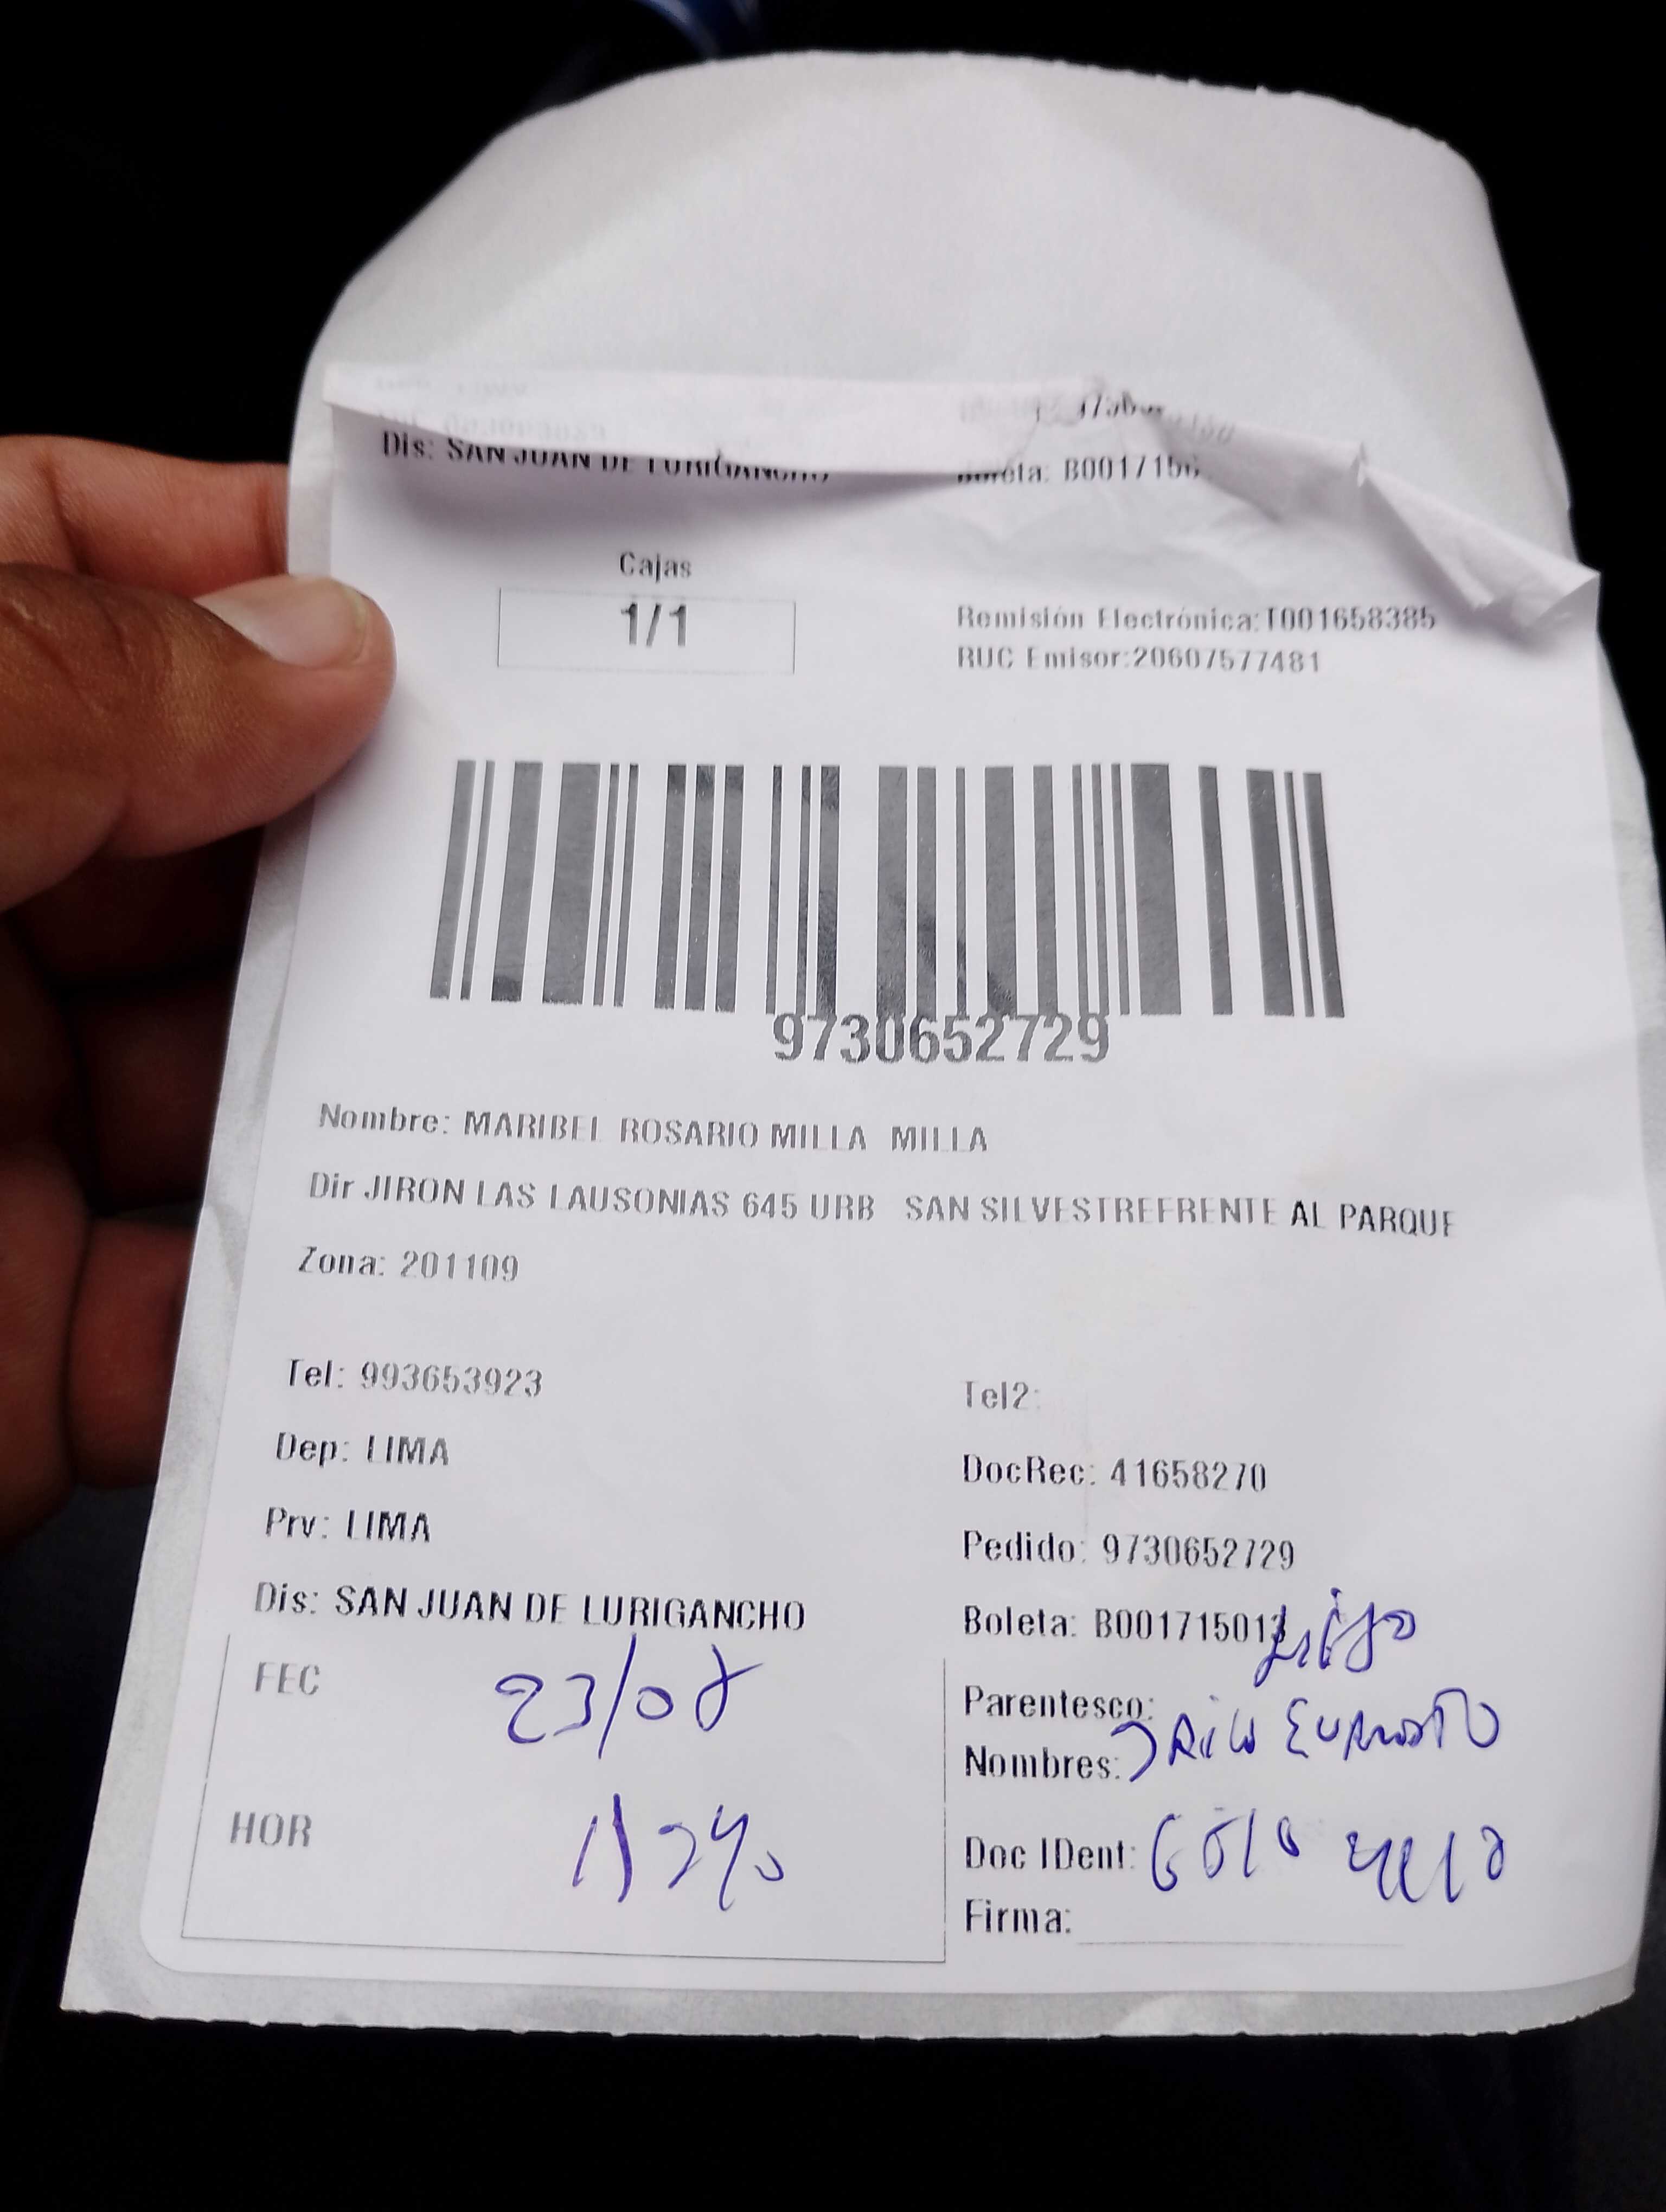 Dis: SAN JUAN DE LURIGANCHO
Boleta: B0017150
Cajas
1/1
Remisión Electrónica:T001658385
RUC Emisor:20607577481
9730652729
Nombre: MARIBEL ROSARIO MILLA MILLA
Dir JIRON LAS LAUSONIAS 645 URB SAN SILVESTREFRENTE AL PARQUE
Zona: 201109
Tel: 993653923
Tel2:
Dep: LIMA
DocRec: 41658270
Prv: LIMA
Pedido: 9730652729
Dis: SAN JUAN DE LURIGANCHO
Boleta: B001715013
FEC 23/08
Parentesco:
Nombres:
HOR
Doc IDent:
Firma: